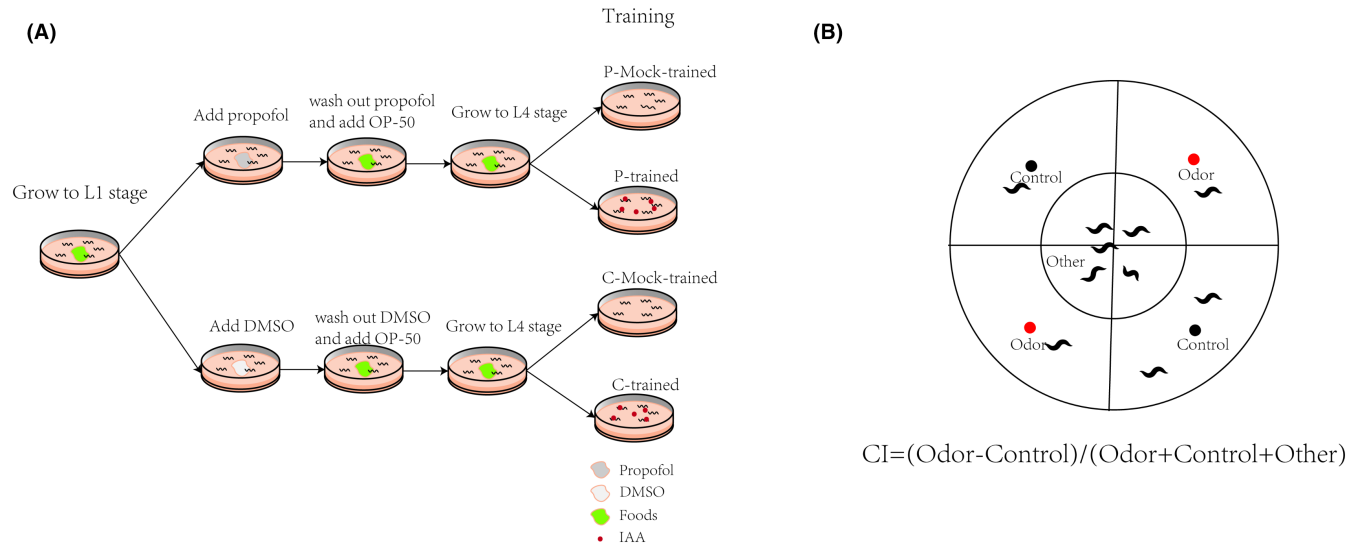 (A)
Training
Grow to L1 stage
Add propofol
wash out propofol
and add OP-50
Grow to L4 stage
P-Mock-trained
P-trained
Add DMSO
wash out DMSO
and add OP-50
Grow to L4 stage
C-Mock-trained
C-trained
Propofol
DMSO
Foods
IAA
(B)
Control
Odor
Other
Odor
Control
CI=(Odor-Control)/(Odor+Control+Other)